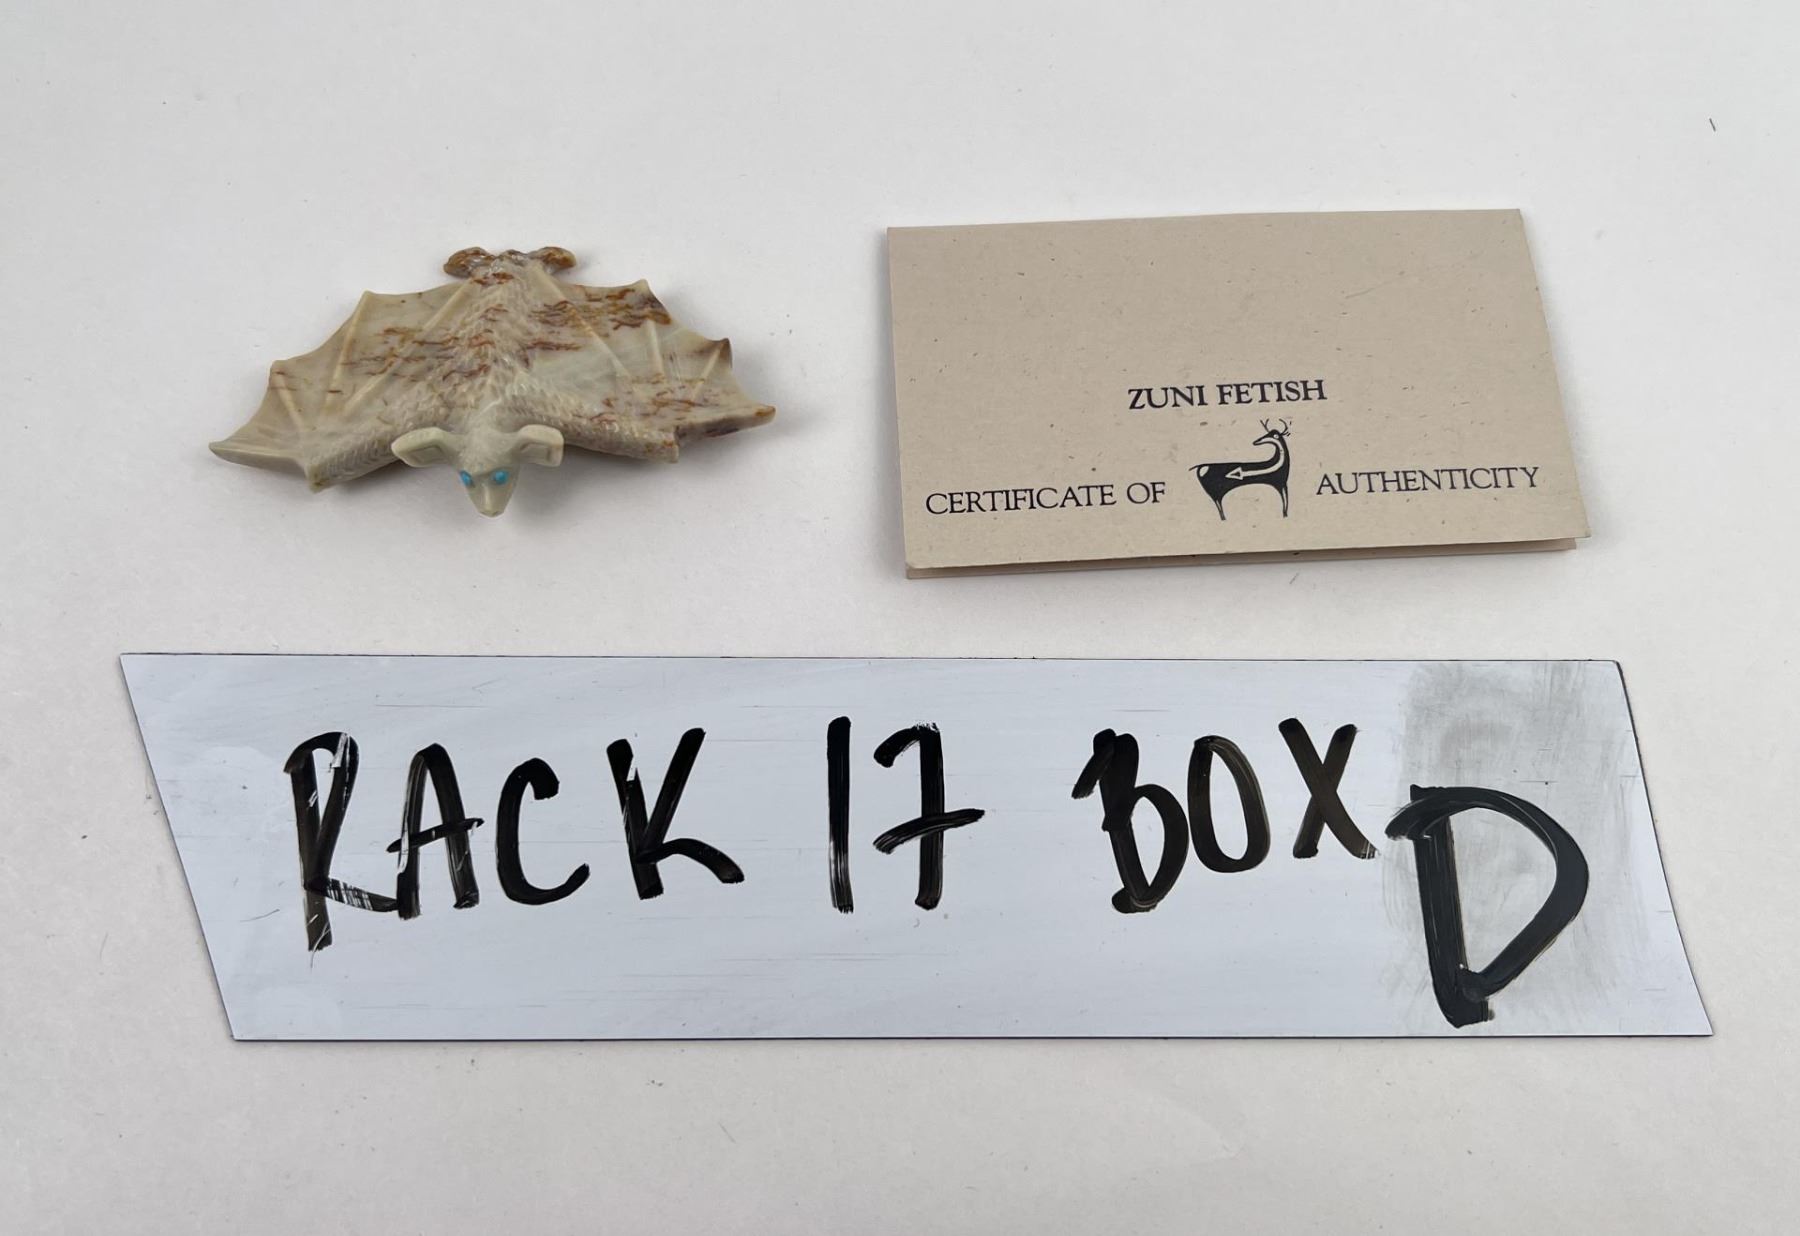 ZUNI FETISH
CERTIFICATE OF AUTHENTICITY
RACK 17 BOX D